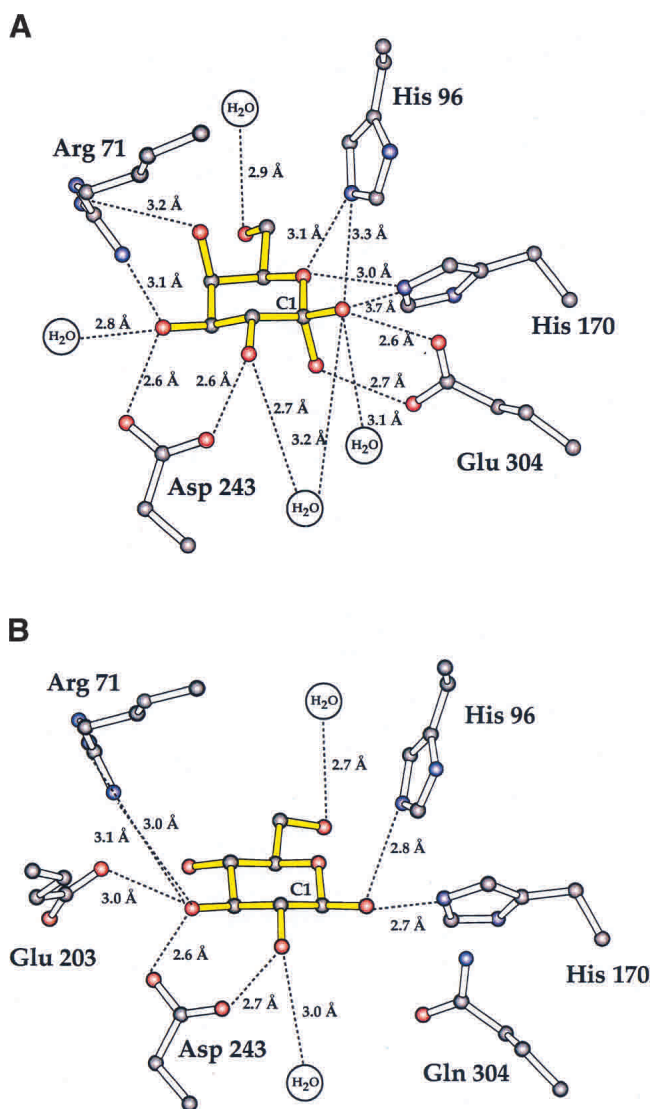 A
His 96
H₂O
Arg 71
2.9 Å
3.2 Å
3.1 Å
3.3 Å
3.0 Å
3.1 Å
C1
3.7 Å
2.8 Å
H₂O
His 170
2.6 Å
2.6 Å
2.6 Å
2.7 Å
2.7 Å
3.1 Å
3.2 Å
H₂O
Glu 304
Asp 243
H₂O
B
Arg 71
H₂O
His 96
2.7 Å
3.1 Å
3.0 Å
2.8 Å
C1
3.0 Å
2.7 Å
Glu 203
2.6 Å
His 170
2.7 Å
3.0 Å
Asp 243
Gln 304
H₂O